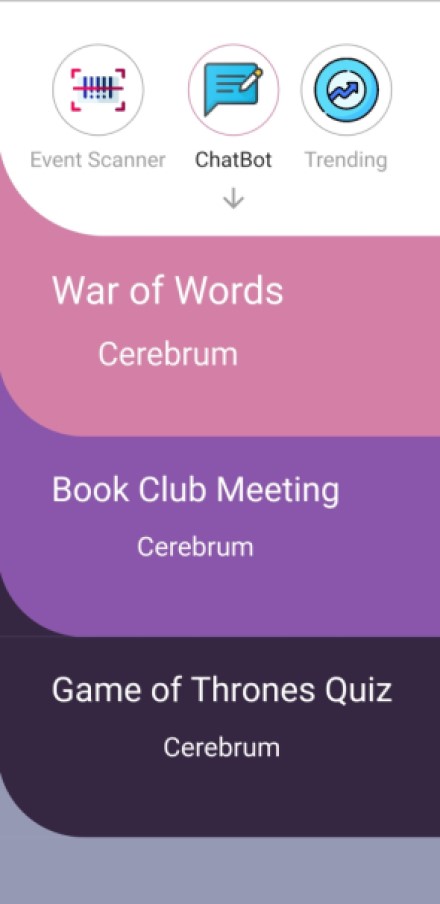 Event Scanner ChatBot Trending
War of Words
Cerebrum
Book Club Meeting
Cerebrum
Game of Thrones Quiz
Cerebrum